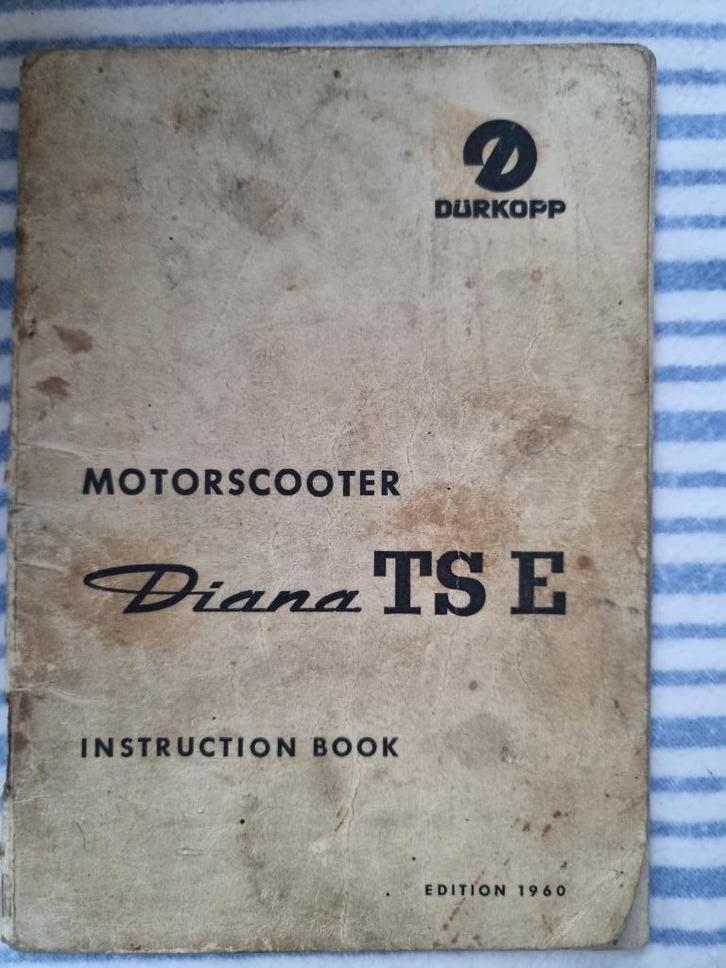 DÜRKOPP
MOTORSCOOTER
Diana TS E
INSTRUCTION BOOK
EDITION 1960